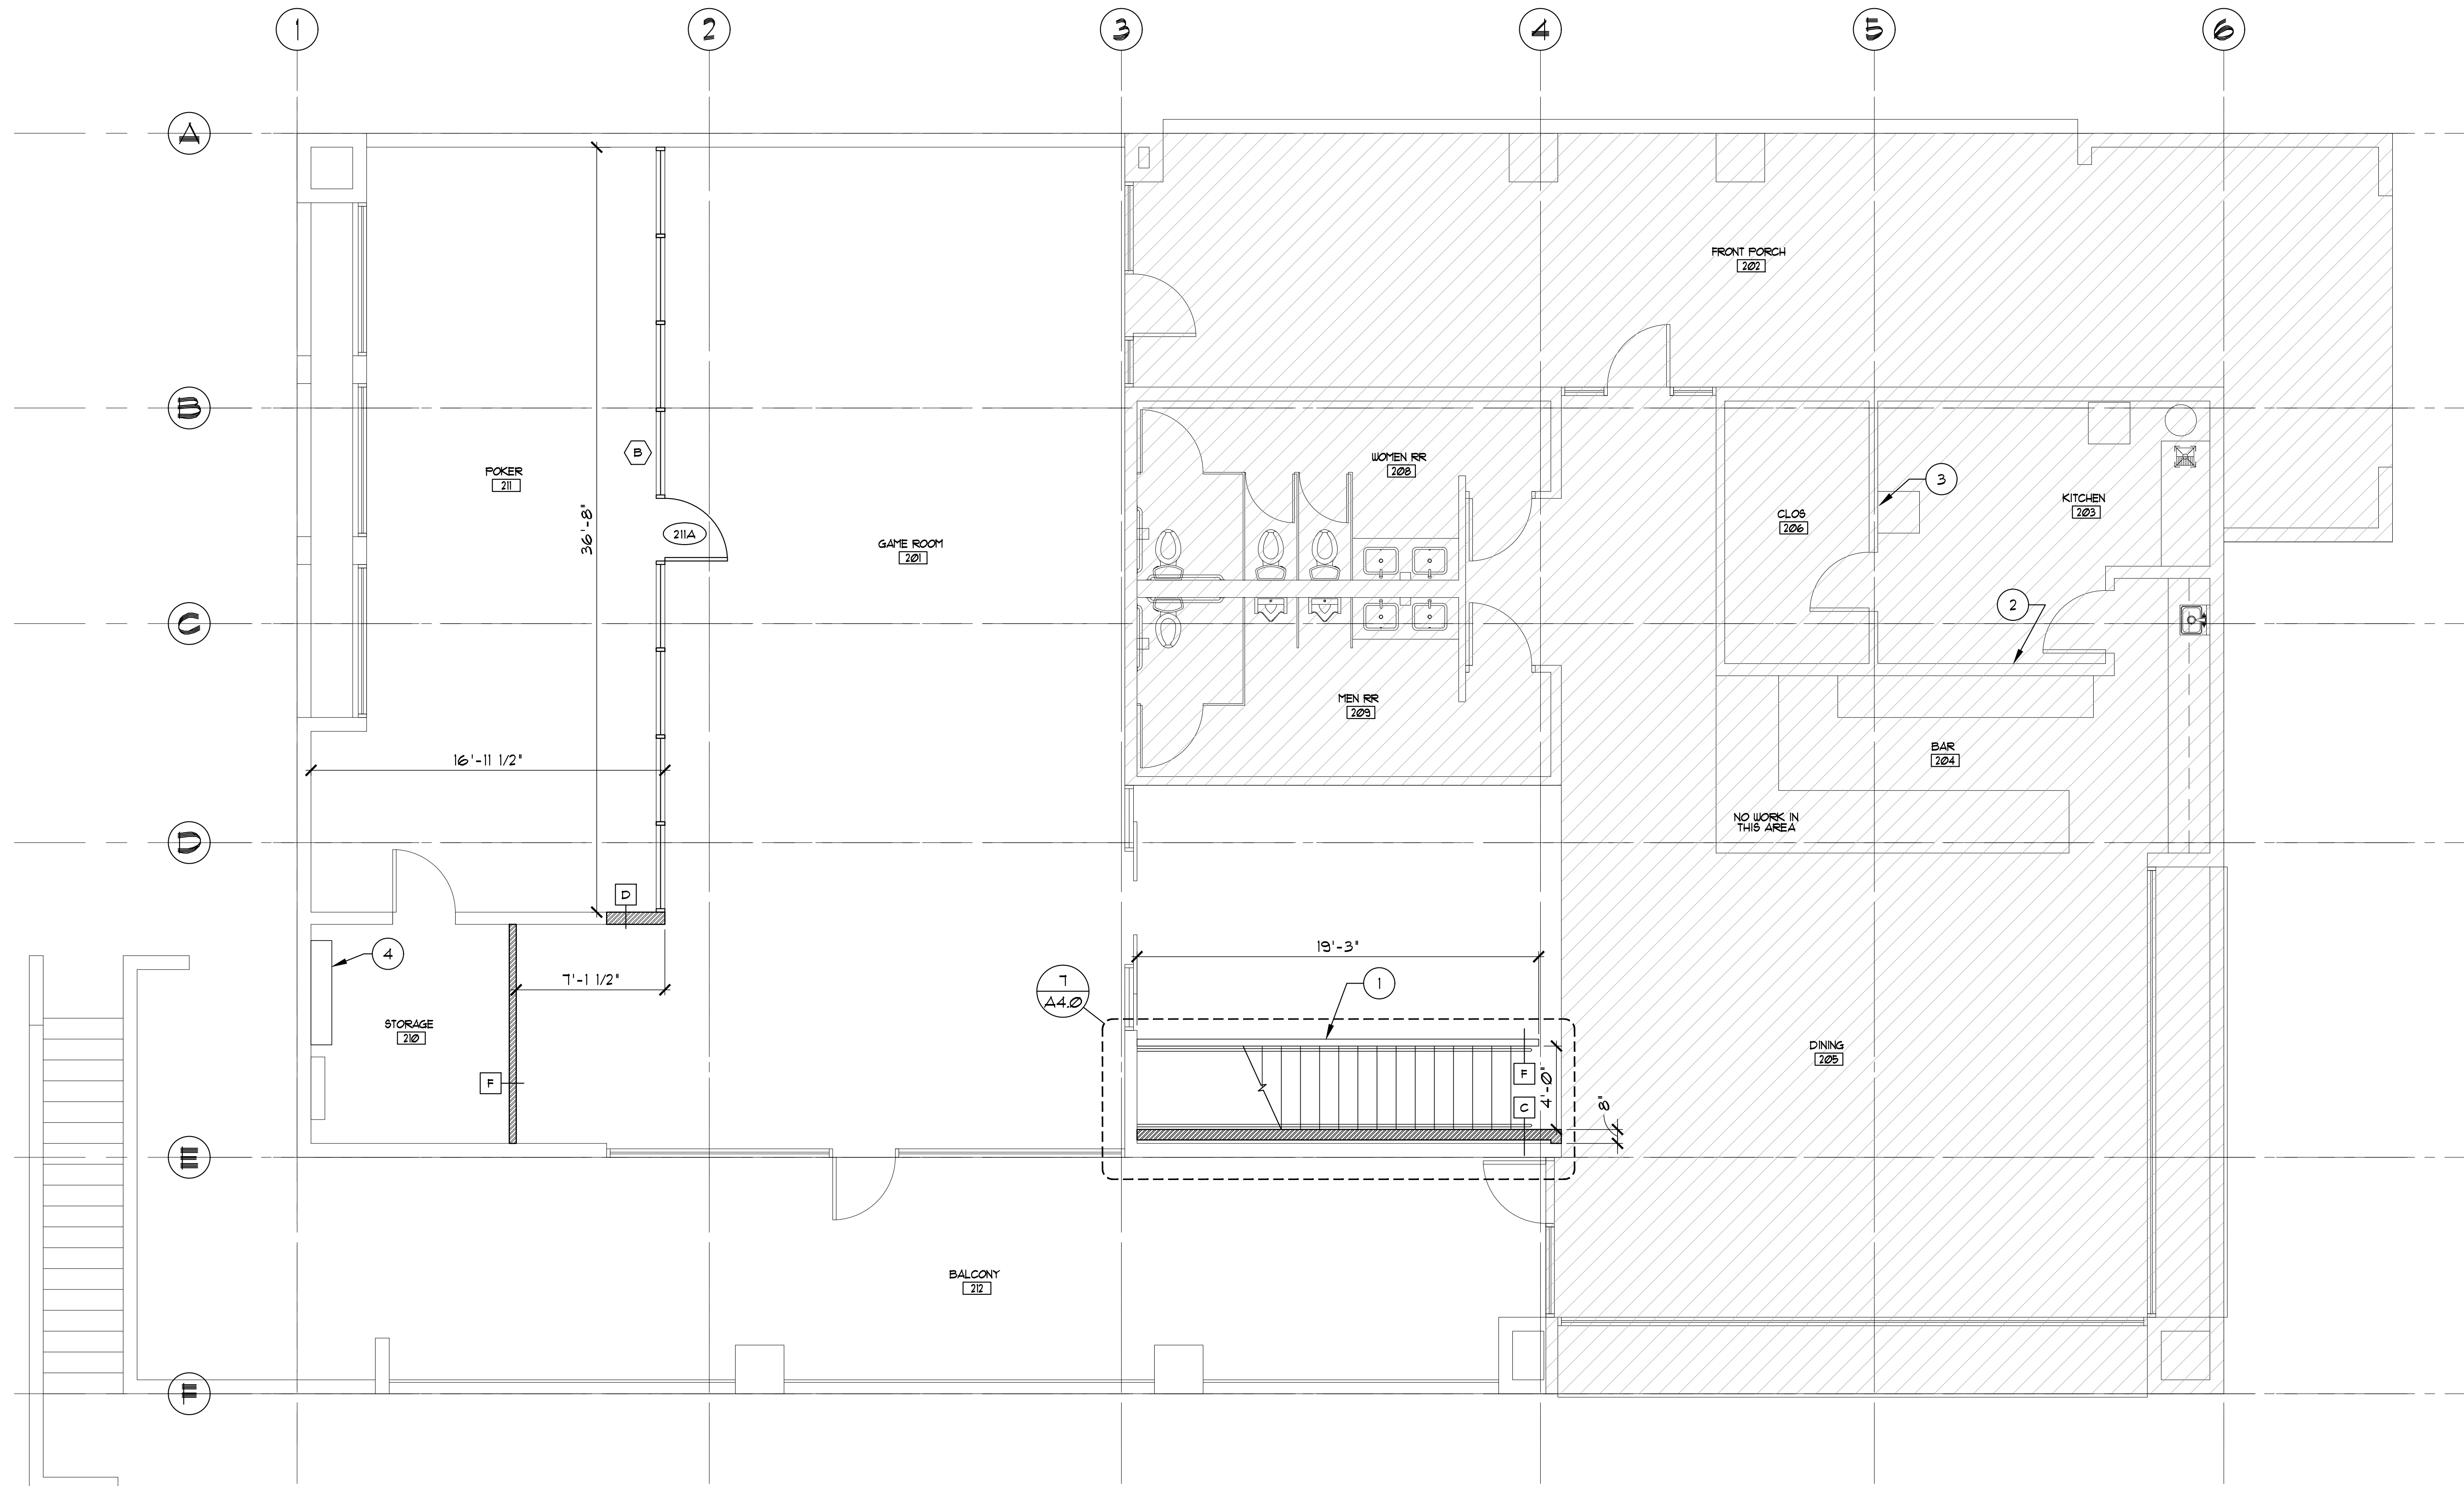 1
2
3
4
5
6
A
FRONT PORCH
202
B
POKER
211
B
WOMEN RR
208
3
KITCHEN
203
CLOS
206
36'-8"
211A
GAME ROOM
201
C
2
MEN RR
209
16'-11 1/2"
BAR
204
NO WORK IN
THIS AREA
D
D
4
7'-1 1/2"
19'-3"
7
A4.0
1
STORAGE
210
F
F
C
4'-0"
8"
DINING
205
E
BALCONY
212
F